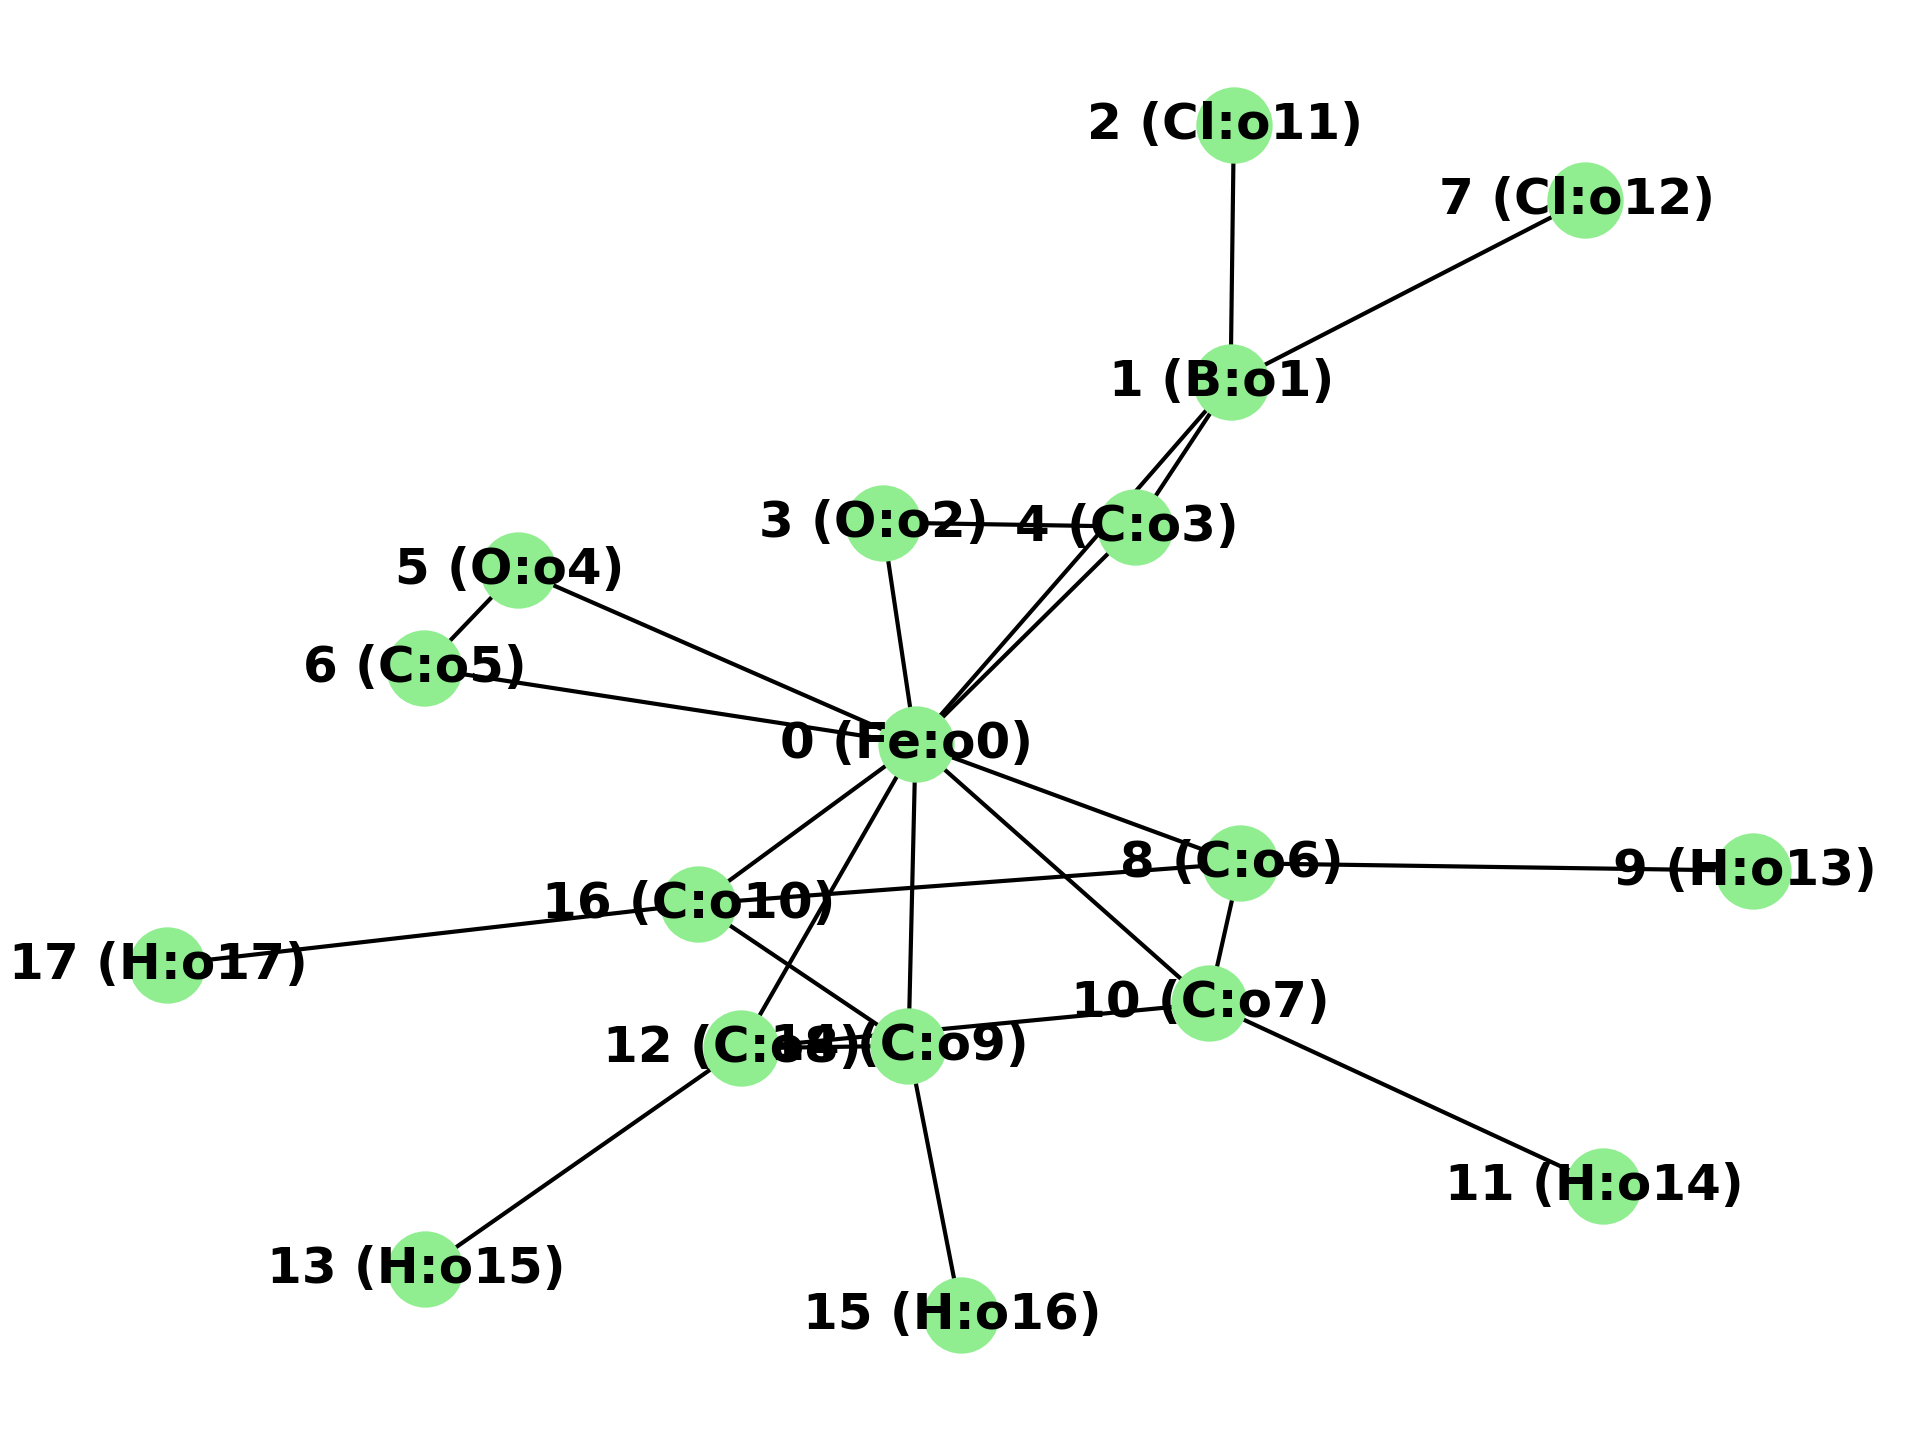 2 (Cl:o11)
7 (Cl:o12)
1 (B:o1)
3 (O:o2)
4 (C:o3)
5 (O:o4)
6 (C:o5)
0 (Fe:o0)
8 (C:o6)
9 (H:o13)
16 (C:o10)
17 (H:o17)
10 (C:o7)
12 (C:o8)
14 (C:o9)
11 (H:o14)
13 (H:o15)
15 (H:o16)